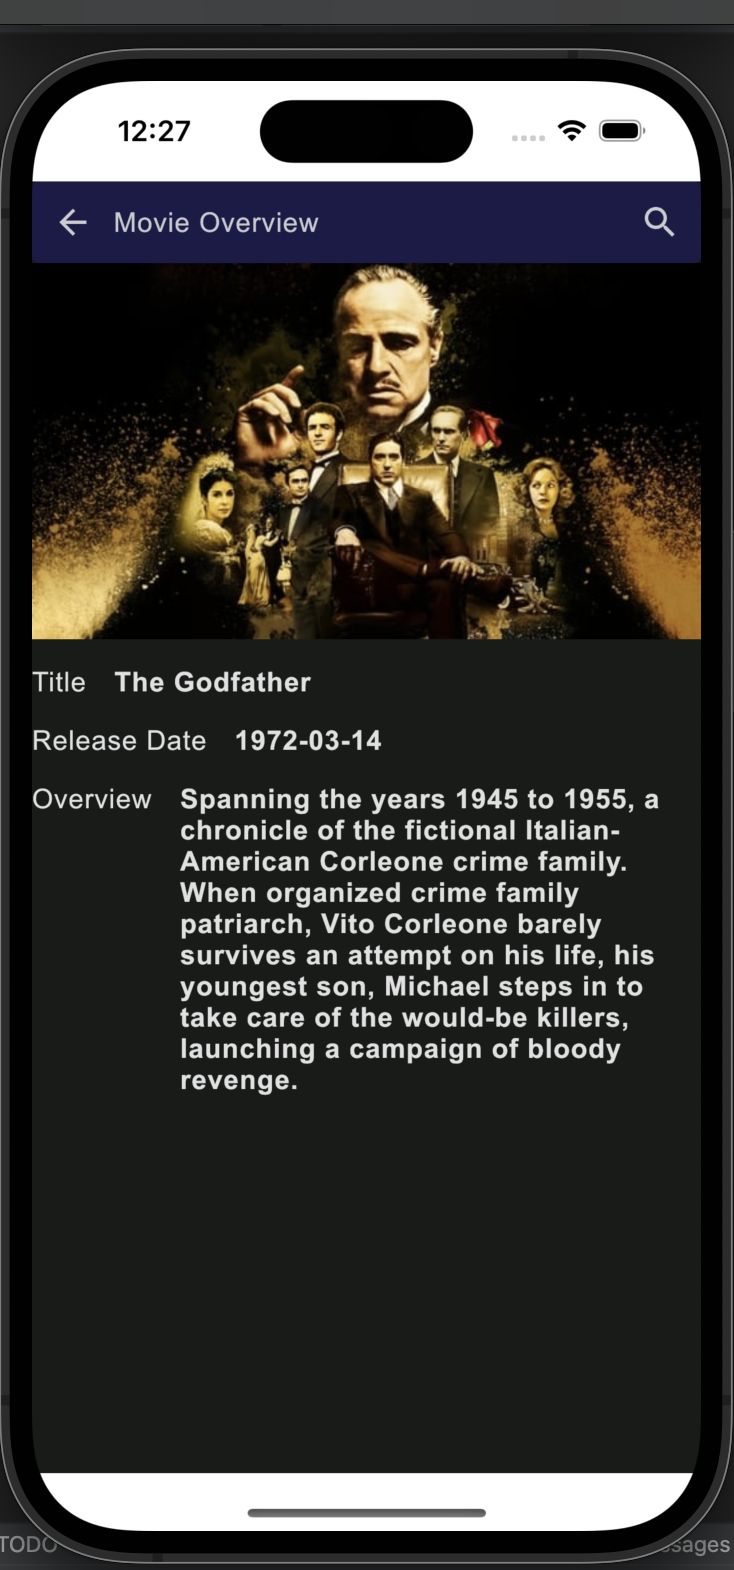 12:27
Movie Overview
Title The Godfather
Release Date 1972-03-14
Overview Spanning the years 1945 to 1955, a
chronicle of the fictional Italian-
American Corleone crime family.
When organized crime family
patriarch, Vito Corleone barely
survives an attempt on his life, his
youngest son, Michael steps in to
take care of the would-be killers,
launching a campaign of bloody
revenge.
TODO
sages